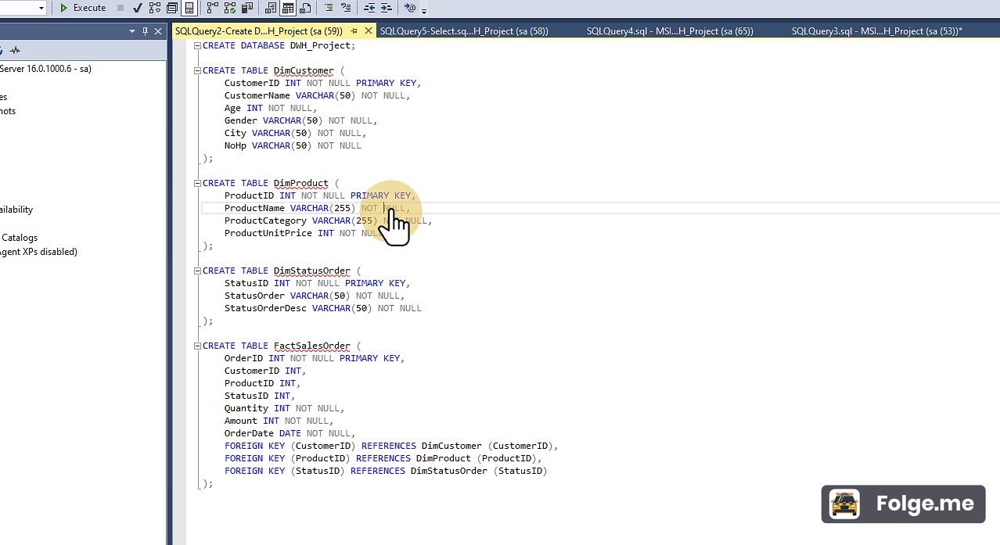 Execute
SQLQuery2-Create D...H_Project (sa (59))
SQLQuery5-Select.sq...H_Project (sa (58))
SQLQuery4.sql - MSI...H_Project (sa (65))
SQLQuery3.sql - MSI...H_Project (sa (53))*
Server 16.0.1000.6 - sa)
es
hots
ailability
Catalogs
Agent XPs disabled)
CREATE DATABASE DWH_Project;
CREATE TABLE DimCustomer (
CustomerID INT NOT NULL PRIMARY KEY,
CustomerName VARCHAR(50) NOT NULL,
Age INT NOT NULL,
Gender VARCHAR(50) NOT NULL,
City VARCHAR(50) NOT NULL,
NoHp VARCHAR(50) NOT NULL
);
CREATE TABLE DimProduct (
ProductID INT NOT NULL PRIMARY KEY,
ProductName VARCHAR(255) NOT NULL,
ProductCategory VARCHAR(255) NULL,
ProductUnitPrice INT NOT NULL
);
CREATE TABLE DimStatusOrder (
StatusID INT NOT NULL PRIMARY KEY,
StatusOrder VARCHAR(50) NOT NULL,
StatusOrderDesc VARCHAR(50) NOT NULL
);
CREATE TABLE FactSalesOrder (
OrderID INT NOT NULL PRIMARY KEY,
CustomerID INT,
ProductID INT,
StatusID INT,
Quantity INT NOT NULL,
Amount INT NOT NULL,
OrderDate DATE NOT NULL,
FOREIGN KEY (CustomerID) REFERENCES DimCustomer (CustomerID),
FOREIGN KEY (ProductID) REFERENCES DimProduct (ProductID),
FOREIGN KEY (StatusID) REFERENCES DimStatusOrder (StatusID)
);
Folge.me